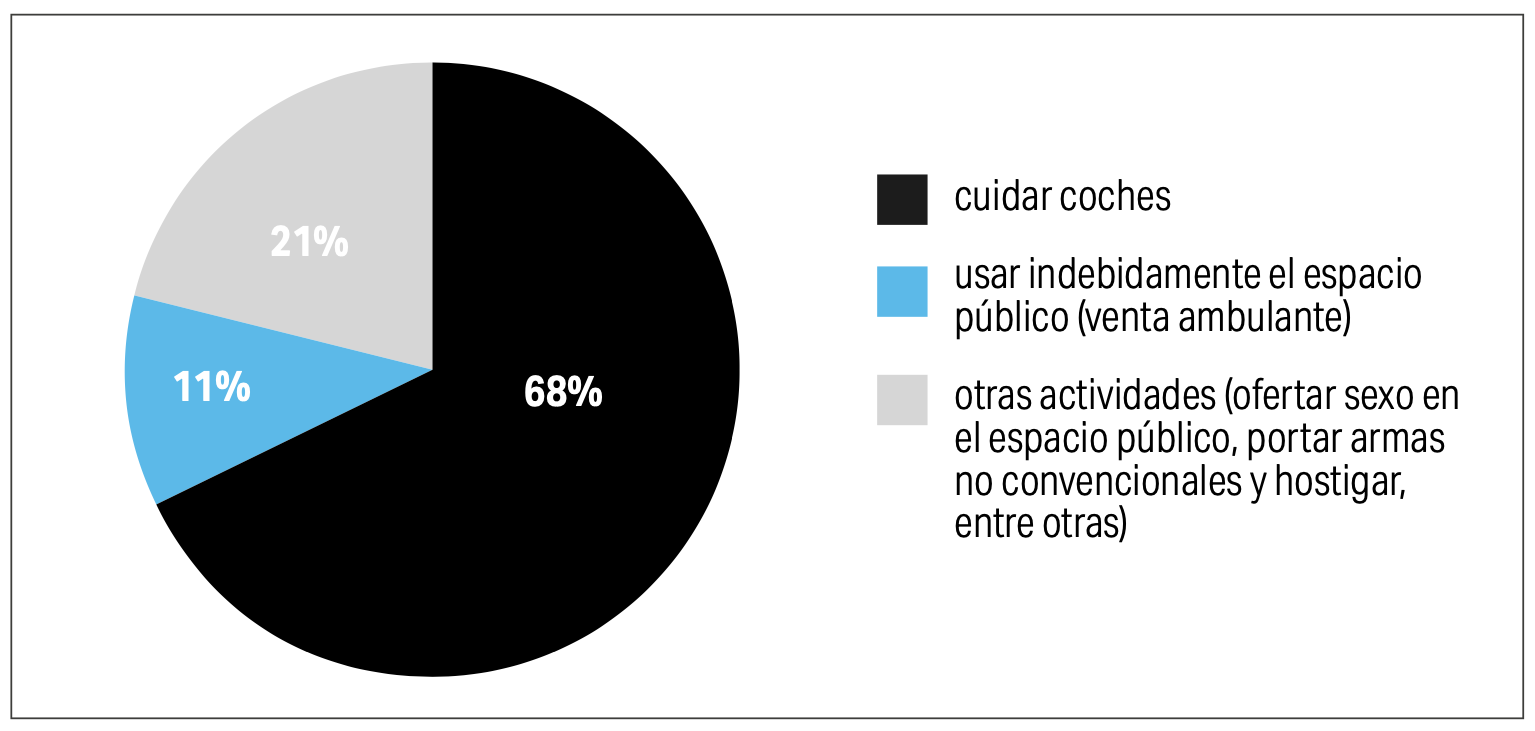 21%
11%
68%
cuidar coches
usar indebidamente el espacio
público (venta ambulante)
otras actividades (ofertar sexo en
el espacio público, portar armas
no convencionales y hostigar,
entre otras)